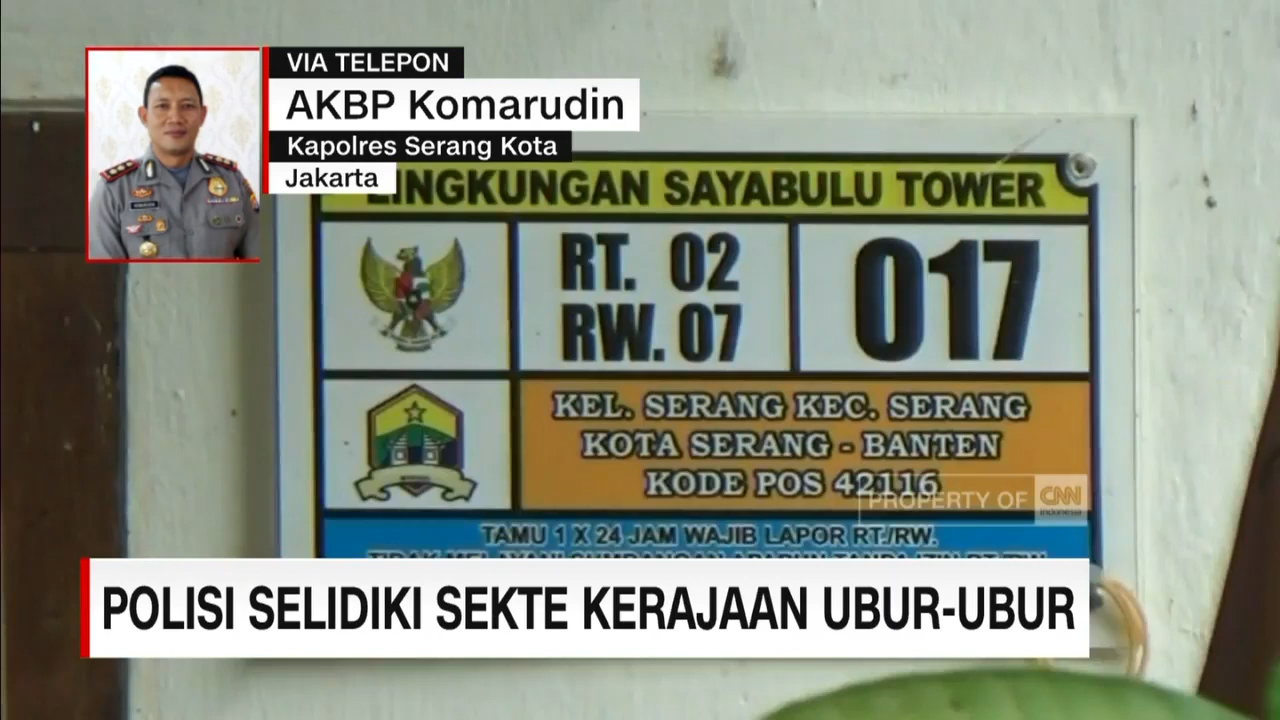 VIA TELEPON
AKBP Komarudin
Kapolres Serang Kota
Jakarta
LINGKUNGAN SAYABULU TOWER
RT. 02
RW. 07
017
KEL. SERANG KEC. SERANG
KOTA SERANG - BANTEN
KODE POS 42116
PROPERTY OF CNN
Indonesia
TAMU 1 X 24 JAM WAJIB LAPOR RT./RW.
POLISI SELIDIKI SEKTE KERAJAAN UBUR-UBUR